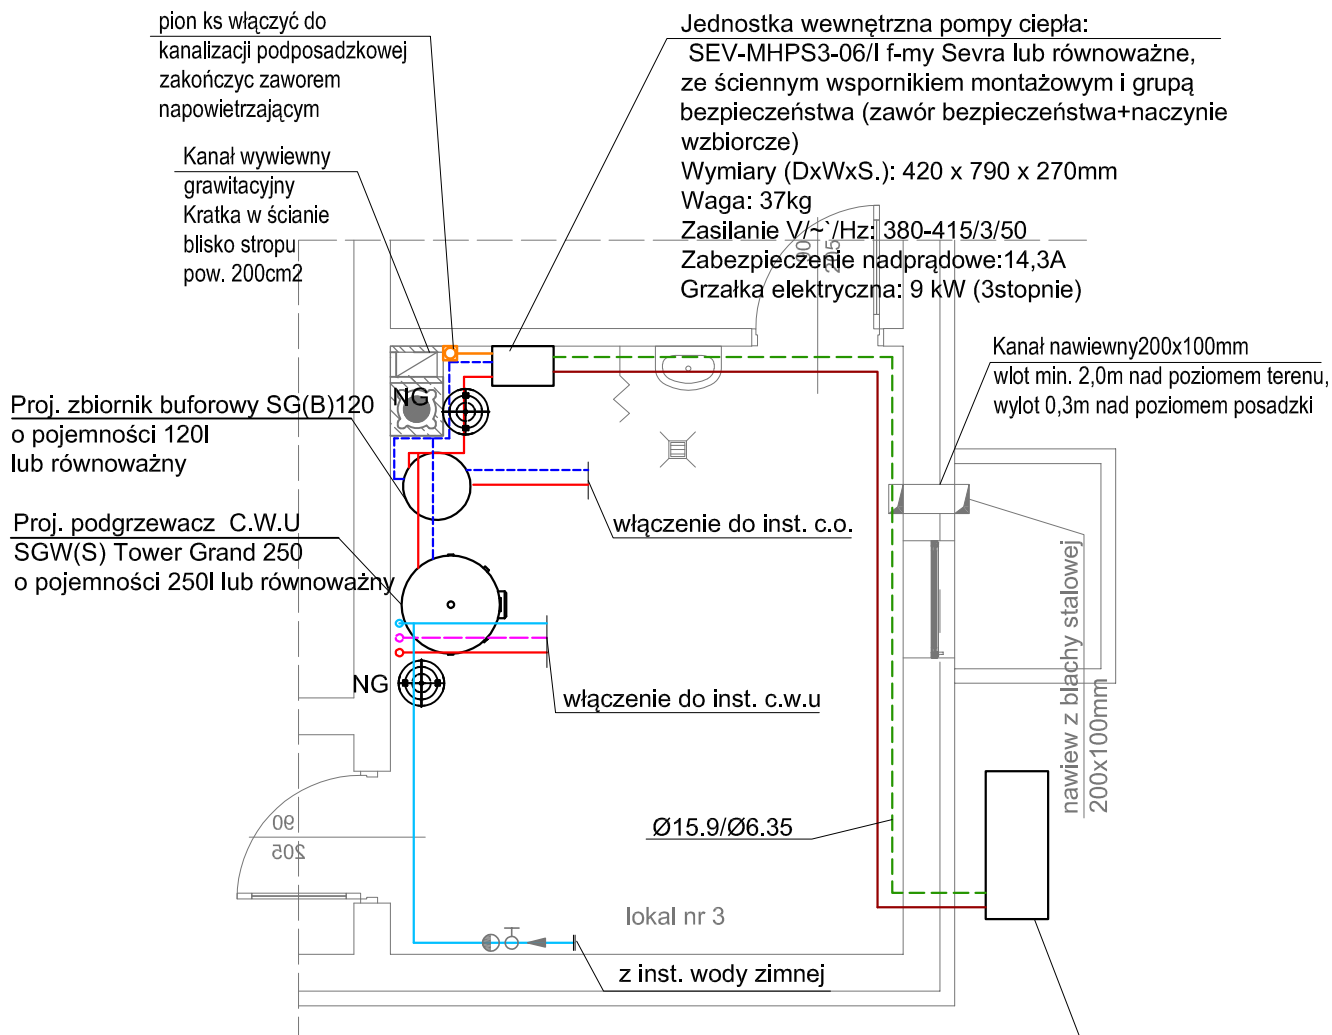 pion ks włączyć do
kanalizacji podposadzkowej
zakończyc zaworem
napowietrzającym
Kanał wywiewny
grawitacyjny
Kratka w ścianie
blisko stropu
pow. 200cm2
Jednostka wewnętrzna pompy ciepła:
SEV-MHPS3-06/I f-my Sevra lub równoważne,
ze ściennym wspornikiem montażowym i grupą
bezpieczeństwa (zawór bezpieczeństwa+naczynie
wzbiorcze)
Wymiary (DxWxS.): 420 x 790 x 270mm
Waga: 37kg
Zasilanie V/~`/Hz: 380-415/3/50
Zabezpieczenie nadprądowe:14,3A
Grzałka elektryczna: 9 kW (3stopnie)
90
205
Kanał nawiewny200x100mm
wlot min. 2,0m nad poziomem terenu,
wylot 0,3m nad poziomem posadzki
NG
Proj. zbiornik buforowy SG(B)120
o pojemności 120l
lub równoważny
Proj. podgrzewacz C.W.U
SGW(S) Tower Grand 250
o pojemności 250l lub równoważny
włączenie do inst. c.o.
NG
włączenie do inst. c.w.u
nawiew z blachy stalowej
200x100mm
Ø15.9/Ø6.35
90
205
lokal nr 3
z inst. wody zimnej